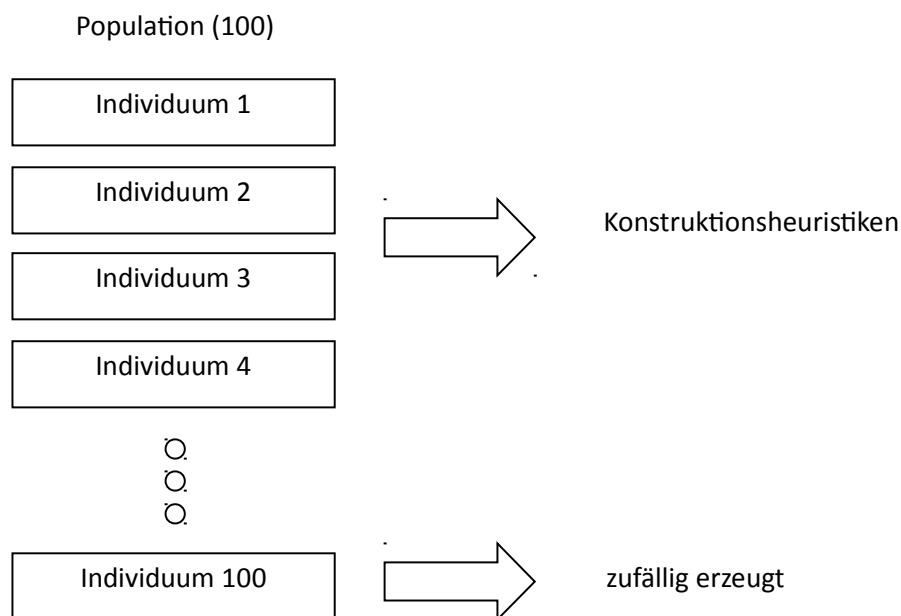 Population (100)
Individuum 1
Individuum 2
Konstruktionsheuristiken
Individuum 3
Individuum 4
Individuum 100
zufällig erzeugt